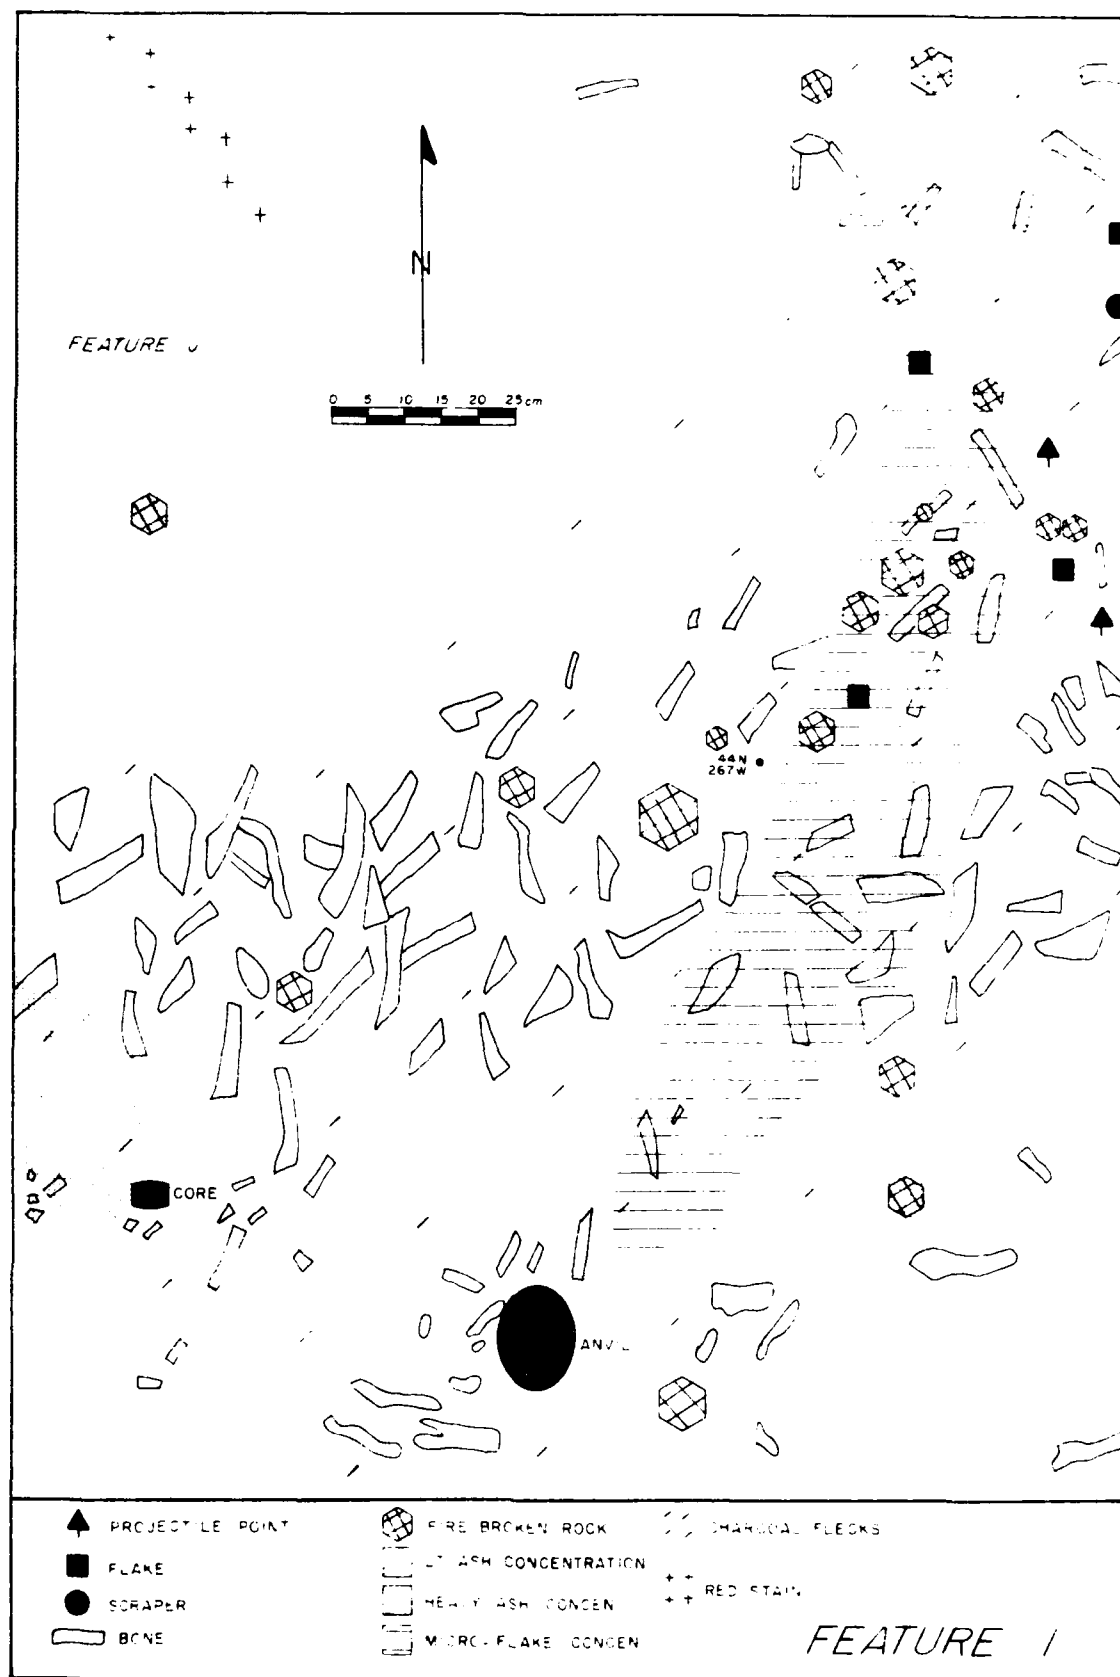 N
FEATURE
0 5 10 15 20 25cm
44N
267W
CORE
ANVIL
PROJECTILE POINT
FLAKE
SCRAPER
BONE
FIRE BROKEN ROCK
LT ASH CONCENTRATION
HEAVY ASH CONCEN
MICRO-FLAKE CONCEN
CHARCOAL FLECKS
RED STAIN
FEATURE 1